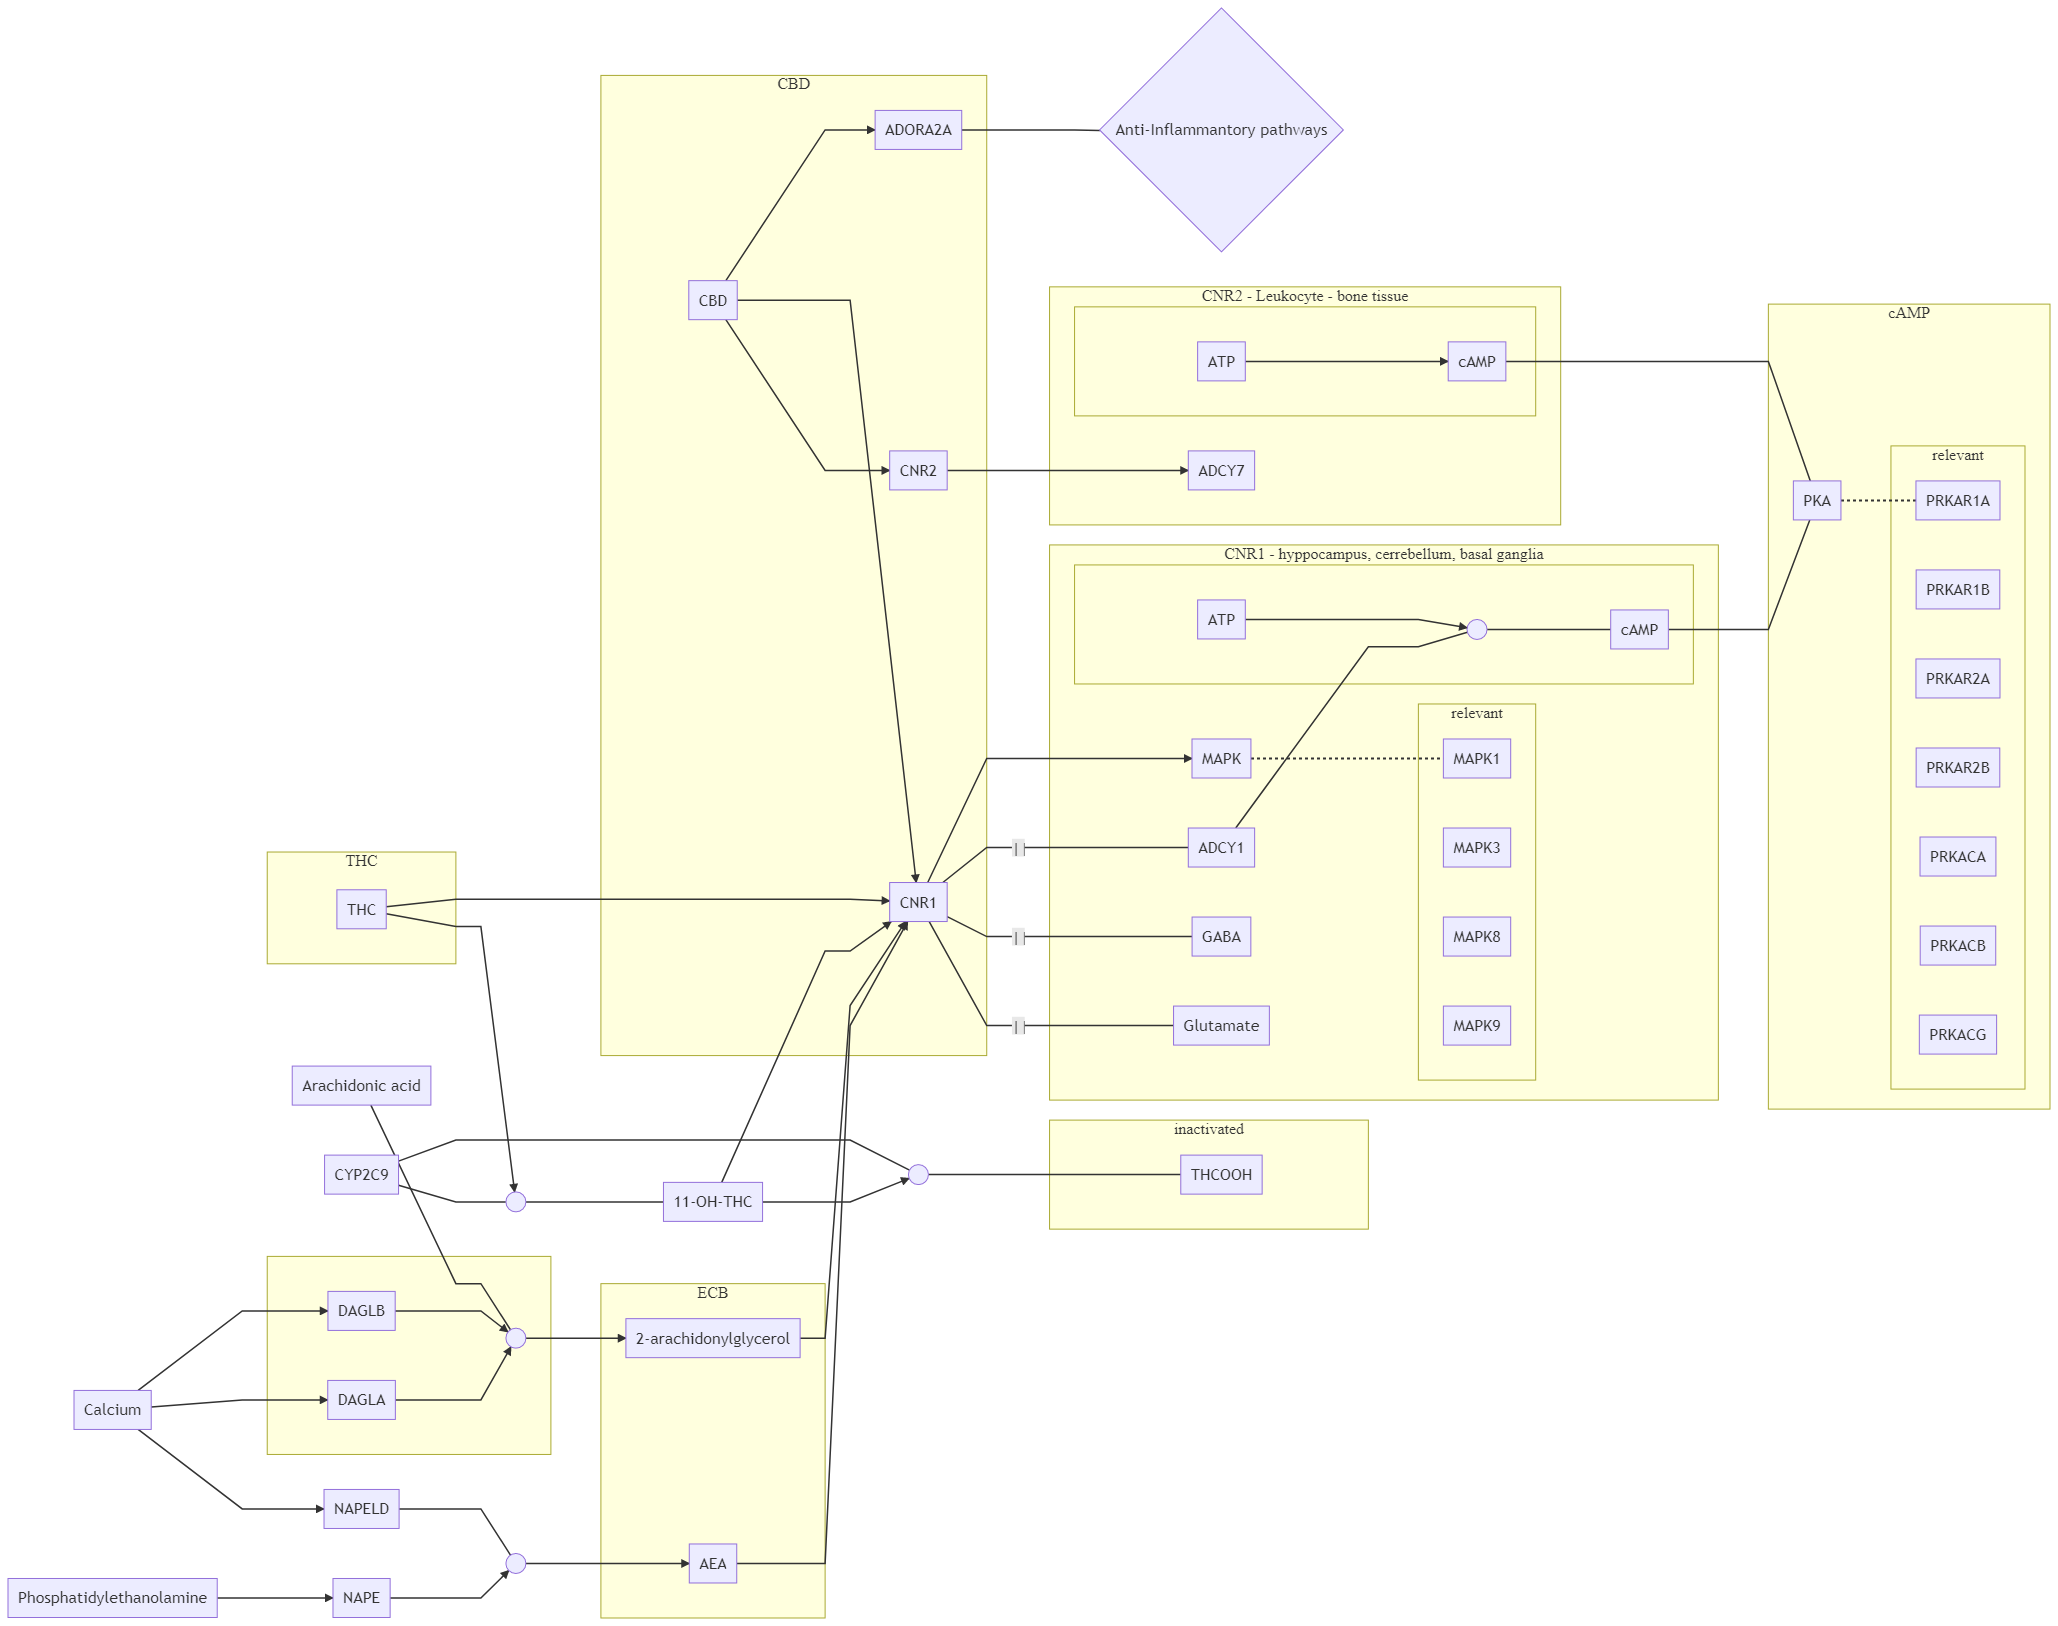 CBD
ADORA2A
Anti-Inflammantory pathways
CBD
CNR2 - Leukocyte - bone tissue
ATP
cAMP
cAMP
CNR2
ADCY7
relevant
PKA
PRKAR1A
PRKAR1B
PRKAR2A
PRKAR2B
PRKACA
PRKACB
PRKACG
CNR1 - hyppocampus, cerrebellum, basal ganglia
ATP
cAMP
relevant
MAPK
MAPK1
ADCY1
MAPK3
GABA
MAPK8
Glutamate
MAPK9
| |
| |
| |
THC
THC
CNR1
Arachidonic acid
CYP2C9
11-OH-THC
inactivated
THCOOH
DAGLB
DAGLA
ECB
2-arachidonylglycerol
Calcium
NAPELD
AEA
Phosphatidylethanolamine
NAPE